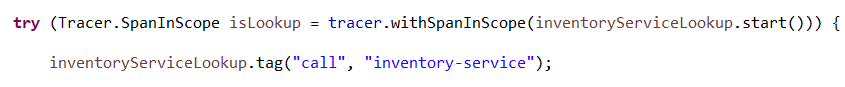 try (Tracer.SpanInScope isLookup = tracer.withSpanInScope(inventoryServiceLookup.start())) {
inventoryServiceLookup.tag("call", "inventory-service");